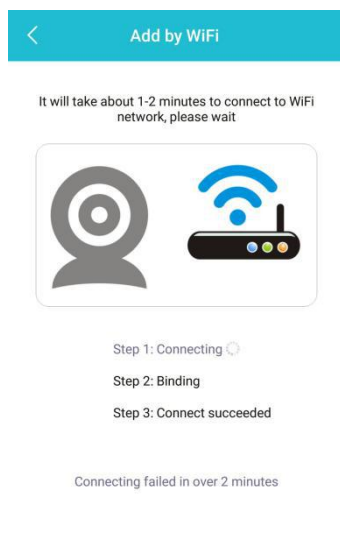 Add by WiFi
It will take about 1-2 minutes to connect to WiFi
network, please wait
Step 1: Connecting
Step 2: Binding
Step 3: Connect succeeded
Connecting failed in over 2 minutes